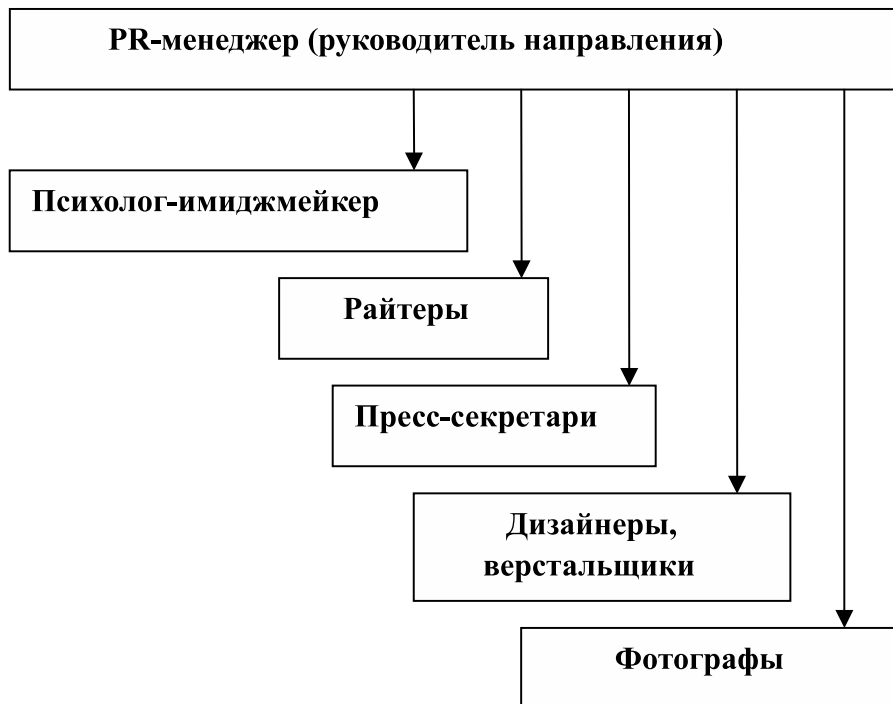 PR-менеджер (руководитель направления)
Психолог-имиджмейкер
Райтеры
Пресс-секретари
Дизайнеры,
верстальщики
Фотографы